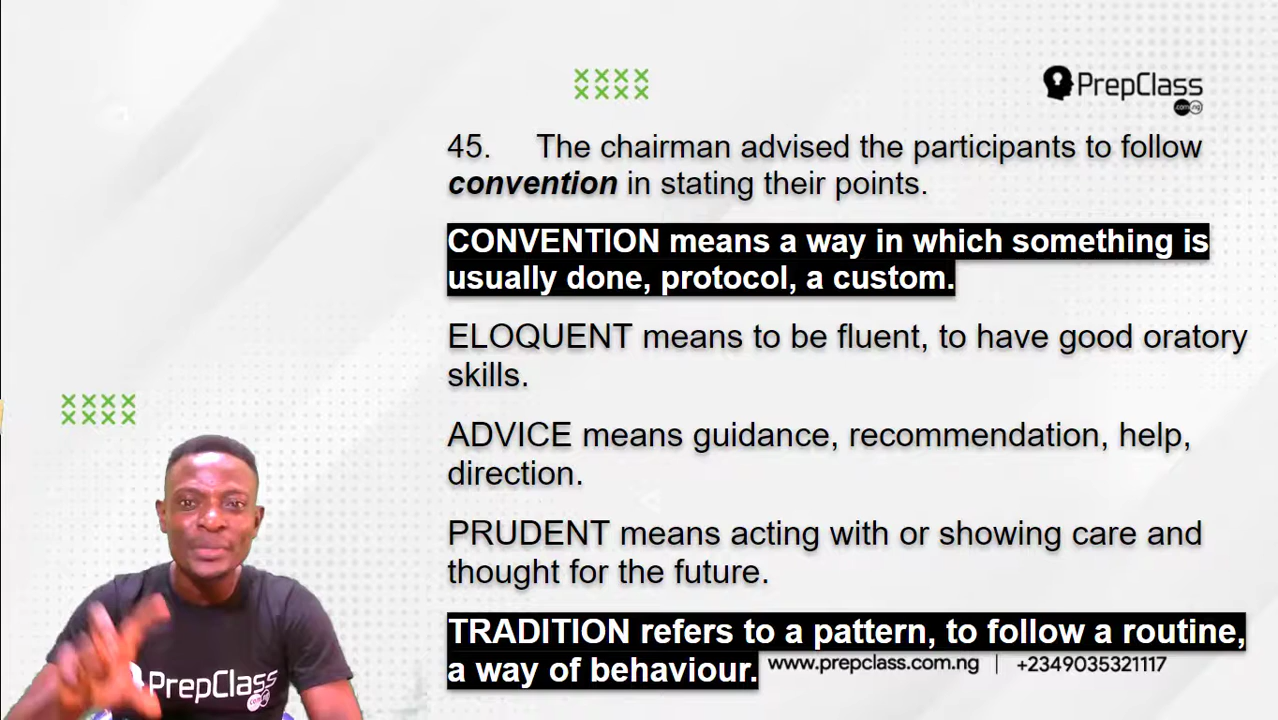 PrepClass
.com.ng
45. The chairman advised the participants to follow
convention in stating their points.
CONVENTION means a way in which something is
usually done, protocol, a custom.
ELOQUENT means to be fluent, to have good oratory
skills.
ADVICE means guidance, recommendation, help,
direction.
PRUDENT means acting with or showing care and
thought for the future.
TRADITION refers to a pattern, to follow a routine,
a way of behaviour.
www.prepclass.com.ng | +2349035321117
PrepClass